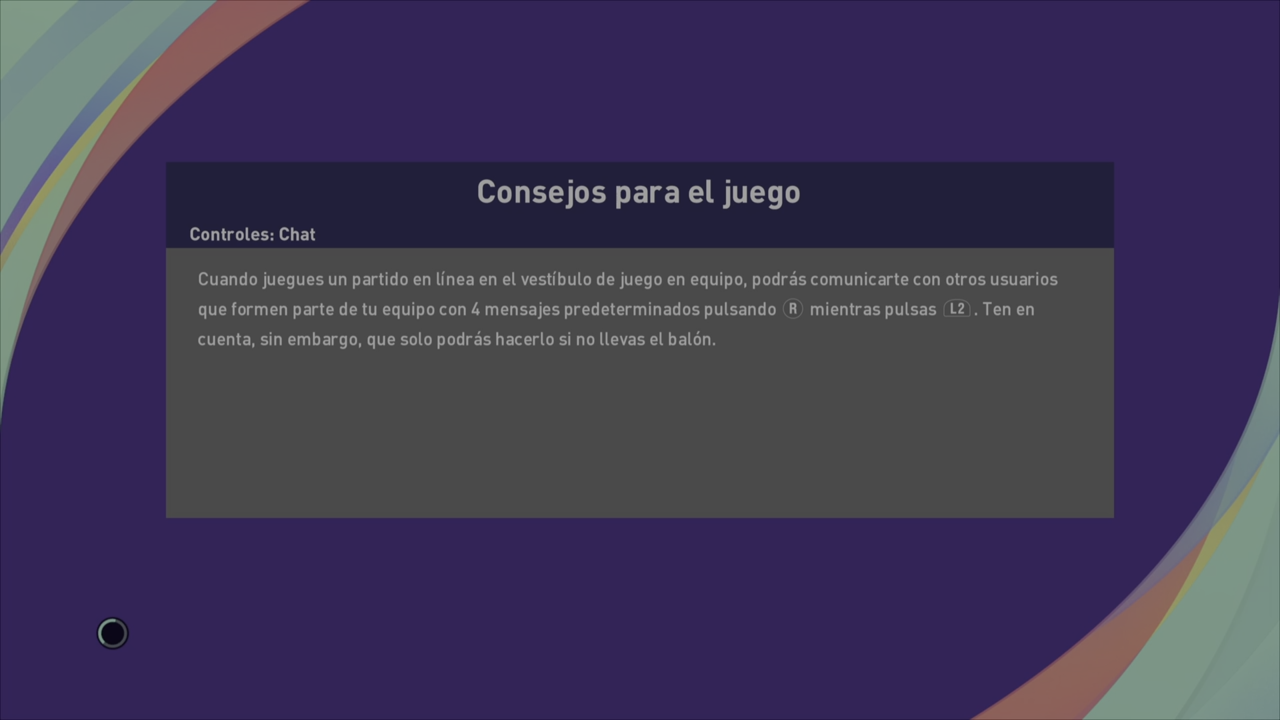 Consejos para el juego
Controles: Chat
Cuando juegues un partido en línea en el vestíbulo de juego en equipo, podrás comunicarte con otros usuarios
que formen parte de tu equipo con 4 mensajes predeterminados pulsando R mientras pulsas L2. Ten en
cuenta, sin embargo, que solo podrás hacerlo si no llevas el balón.